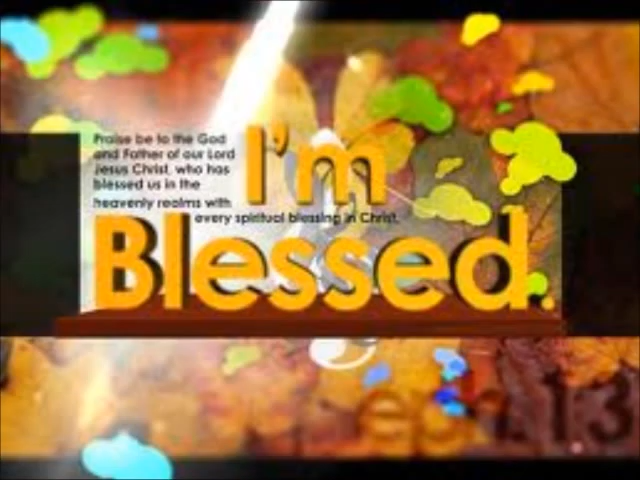 Praise be to the God
and Father of our Lord
Jesus Christ, who has
blessed us in the
heavenly realms with
every spiritual blessing in Christ.
I'm
Blessed
13